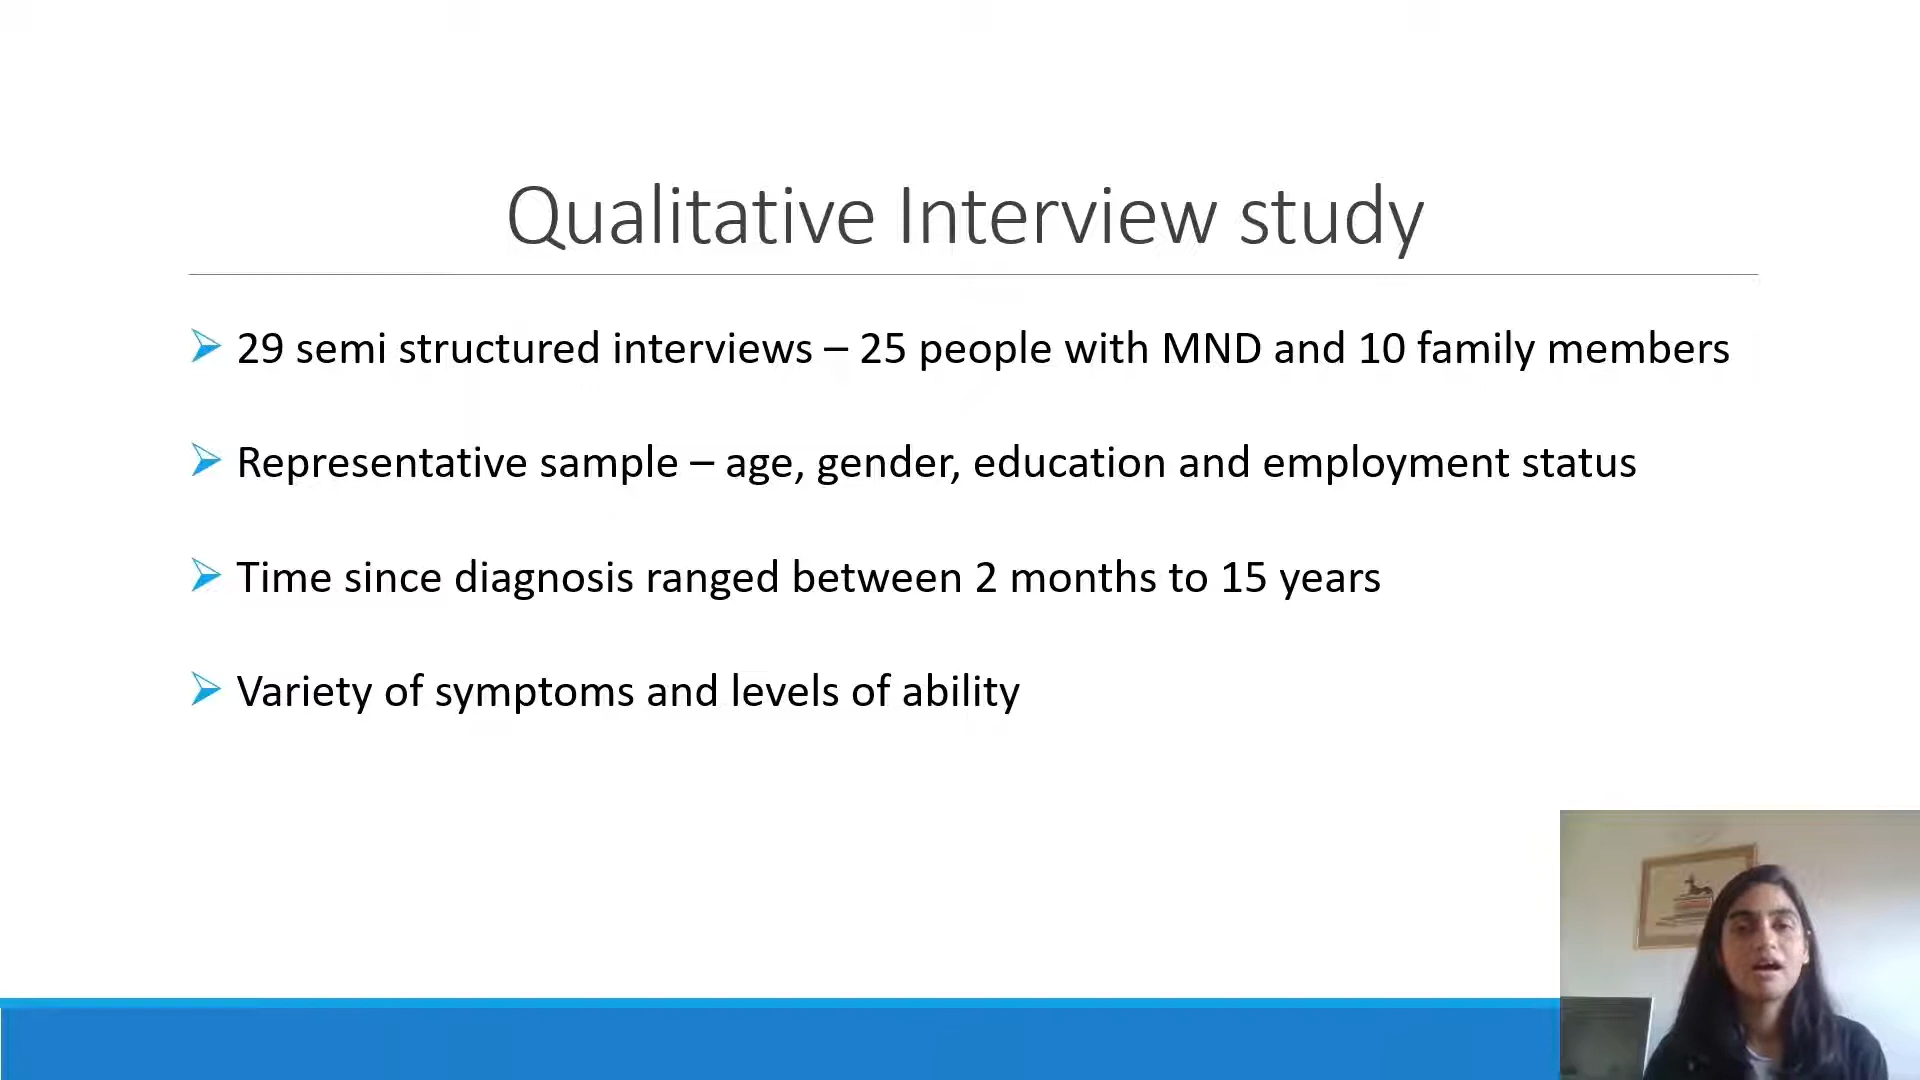 Qualitative Interview study
29 semi structured interviews – 25 people with MND and 10 family members
Representative sample – age, gender, education and employment status
Time since diagnosis ranged between 2 months to 15 years
Variety of symptoms and levels of ability